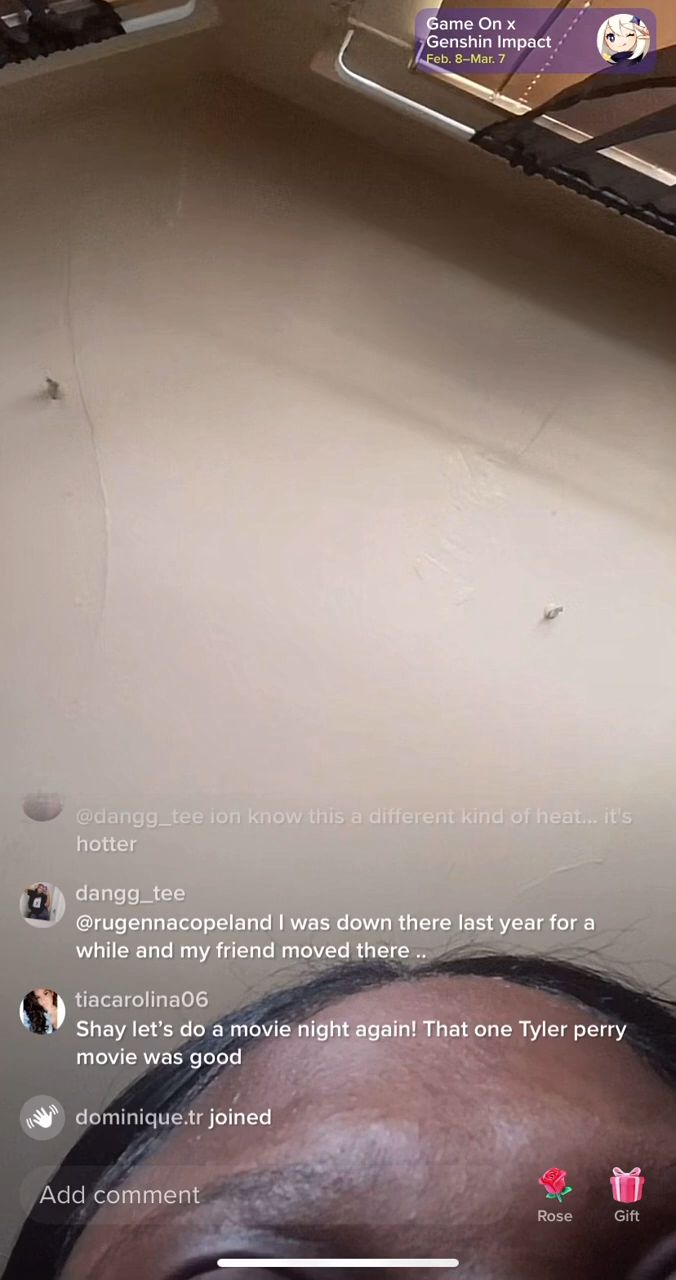 Game On x
Genshin Impact
Feb. 8–Mar. 7
@dangg_tee ion know this a different kind of heat... it's
hotter
dangg_tee
@rugennacopeland I was down there last year for a
while and my friend moved there ..
tiacarolina06
Shay let’s do a movie night again! That one Tyler perry
movie was good
dominique.tr joined
Add comment
Rose
Gift